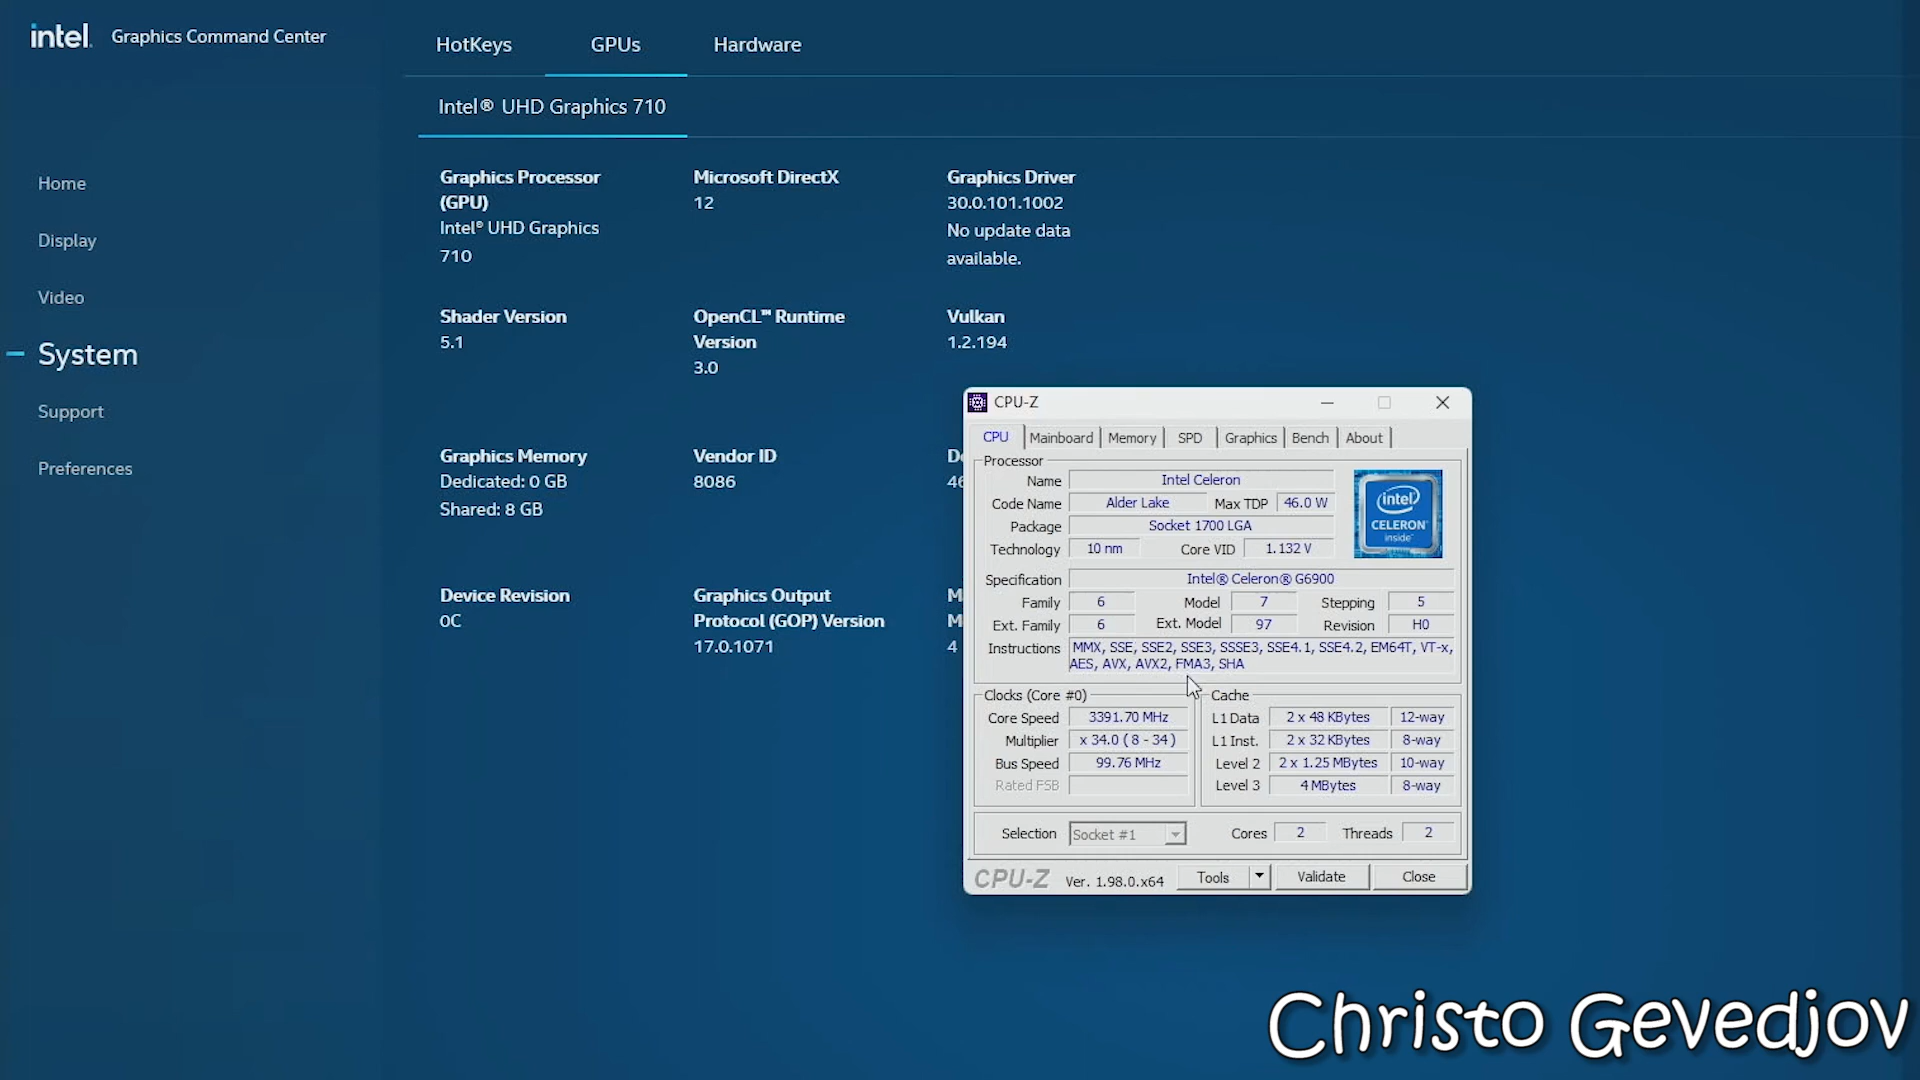 intel. Graphics Command Center
HotKeys GPUs Hardware
Intel® UHD Graphics 710
Home
Display
Video
System
Support
Preferences
Graphics Processor
(GPU)
Intel® UHD Graphics
710
Microsoft DirectX
12
Graphics Driver
30.0.101.1002
No update data
available.
Shader Version
5.1
OpenCL™ Runtime
Version
3.0
Vulkan
1.2.194
Graphics Memory
Dedicated: 0 GB
Shared: 8 GB
Vendor ID
8086
Device Revision
0C
Graphics Output
Protocol (GOP) Version
17.0.1071
4
CPU-Z
CPU Mainboard Memory SPD Graphics Bench About
Processor
Name Intel Celeron
Code Name Alder Lake Max TDP 46.0 W
Package Socket 1700 LGA
Technology 10 nm Core VID 1.132 V
intel
CELERON
inside
Specification Intel® Celeron® G6900
Family 6 Model 7 Stepping 5
Ext. Family 6 Ext. Model 97 Revision H0
Instructions MMX, SSE, SSE2, SSE3, SSSE3, SSE4.1, SSE4.2, EM64T, VT-x,
AES, AVX, AVX2, FMA3, SHA
Clocks (Core #0)
Core Speed 3391.70 MHz
Multiplier x 34.0 ( 8 - 34 )
Bus Speed 99.76 MHz
Rated FSB
Cache
L1 Data 2 x 48 KBytes 12-way
L1 Inst. 2 x 32 KBytes 8-way
Level 2 2 x 1.25 MBytes 10-way
Level 3 4 MBytes 8-way
Selection Socket #1 Cores 2 Threads 2
CPU-Z Ver. 1.98.0.x64 Tools Validate Close
Christo Gevedjov